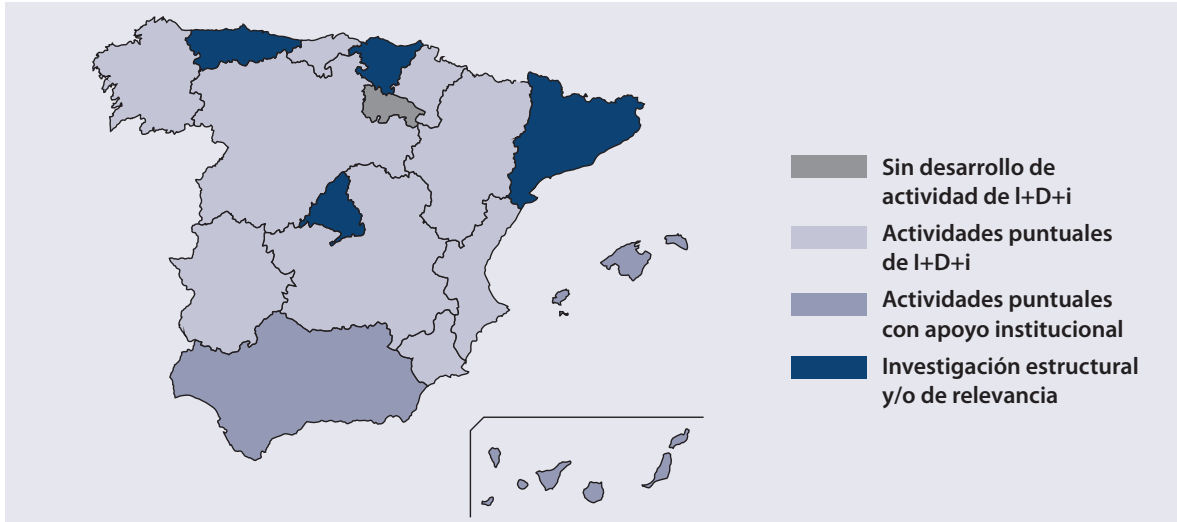 Sin desarrollo de
actividad de I+D+i
Actividades puntuales
de I+D+i
Actividades puntuales
con apoyo institucional
Investigación estructural
y/o de relevancia